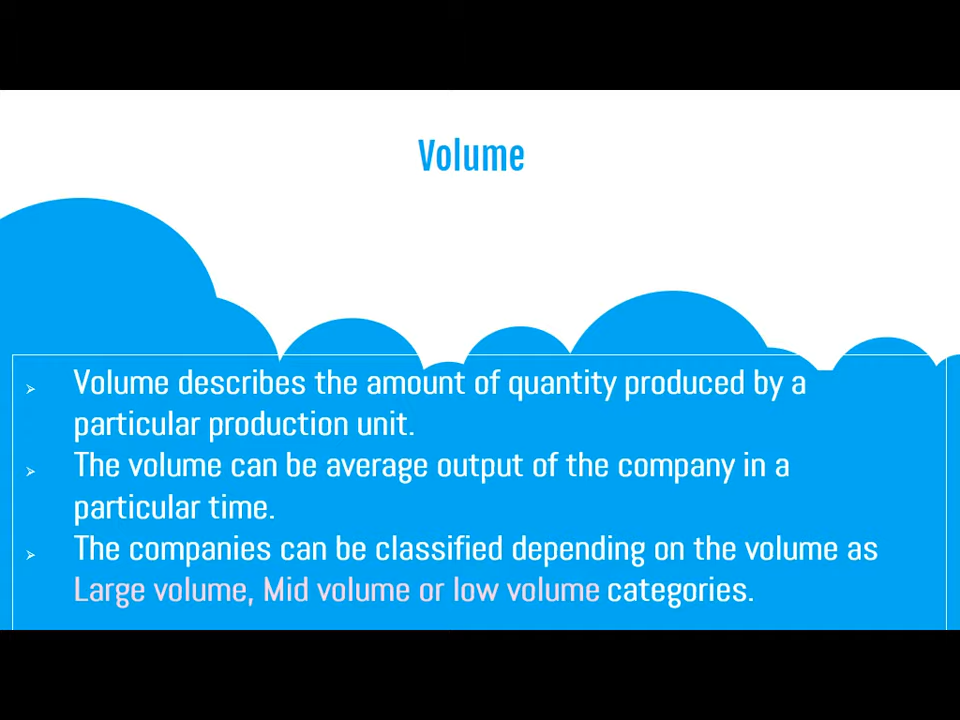 Volume
Volume describes the amount of quantity produced by a
particular production unit.
The volume can be average output of the company in a
particular time.
The companies can be classified depending on the volume as
Large volume, Mid volume or low volume categories.